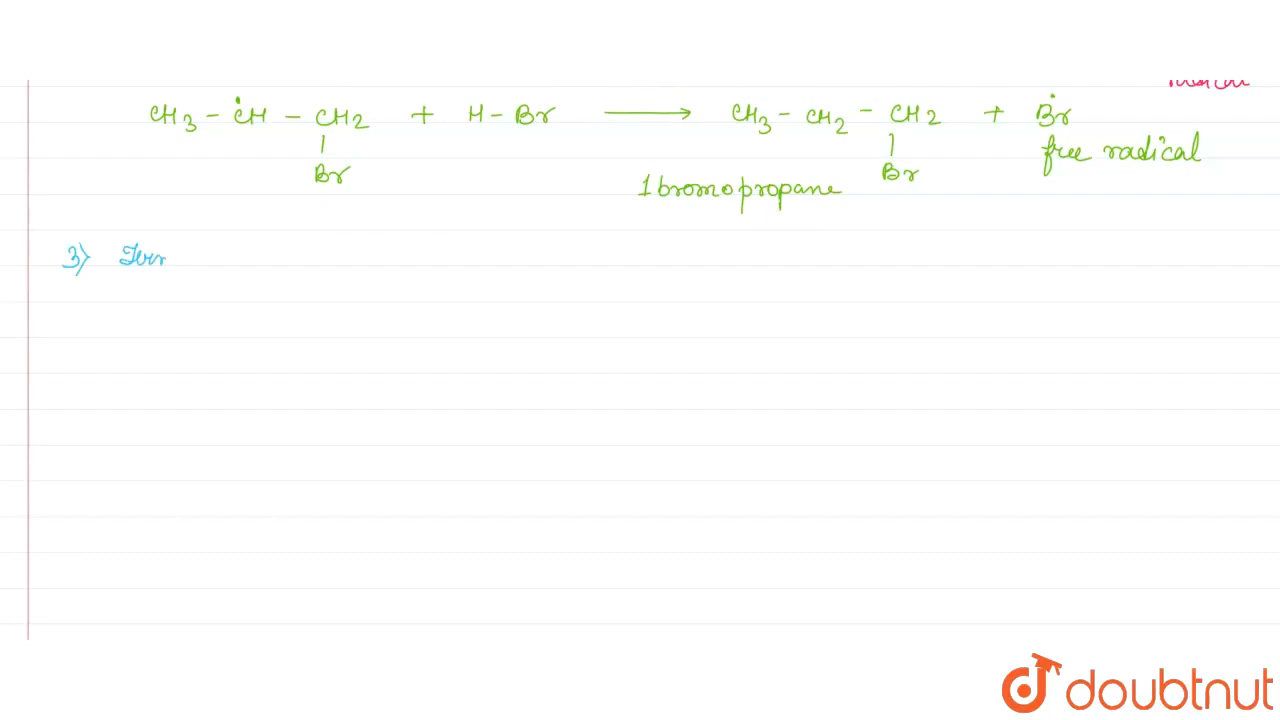 CH3 - ĊH - CH2 + H - Br ⟶ CH3 - CH2 - CH2 + Ḃr
| | free radical
Br Br
1 bromopropane
3)
doubtnut